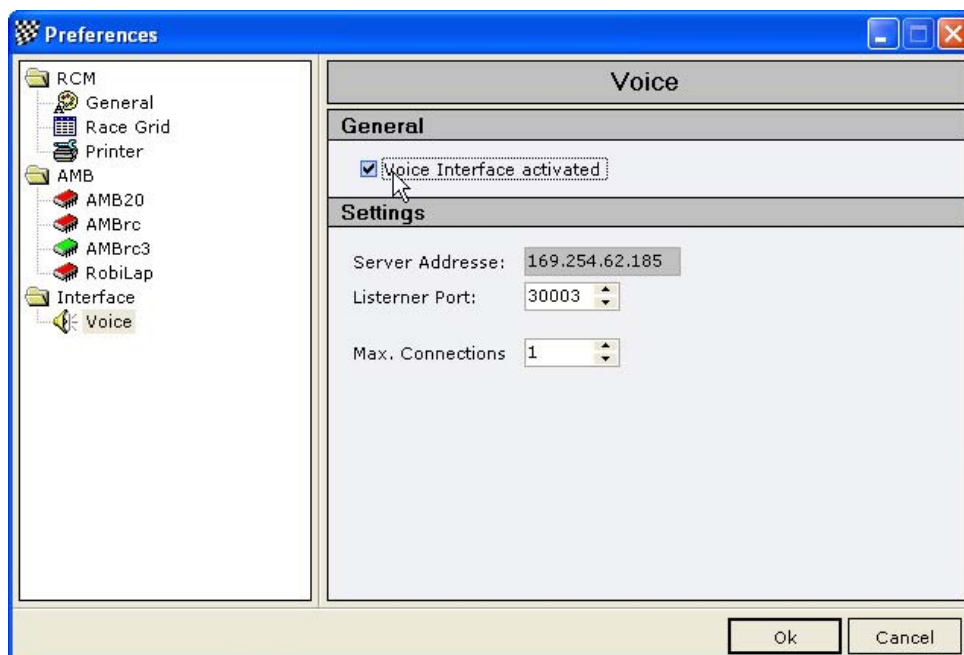 Preferences
RCM
General
Race Grid
Printer
AMB
AMB20
AMBrc
AMBrc3
RobiLap
Interface
Voice
Voice
General
Voice Interface activated
Settings
Server Addresse: 169.254.62.185
Listerner Port: 30003
Max. Connections 1
Ok Cancel